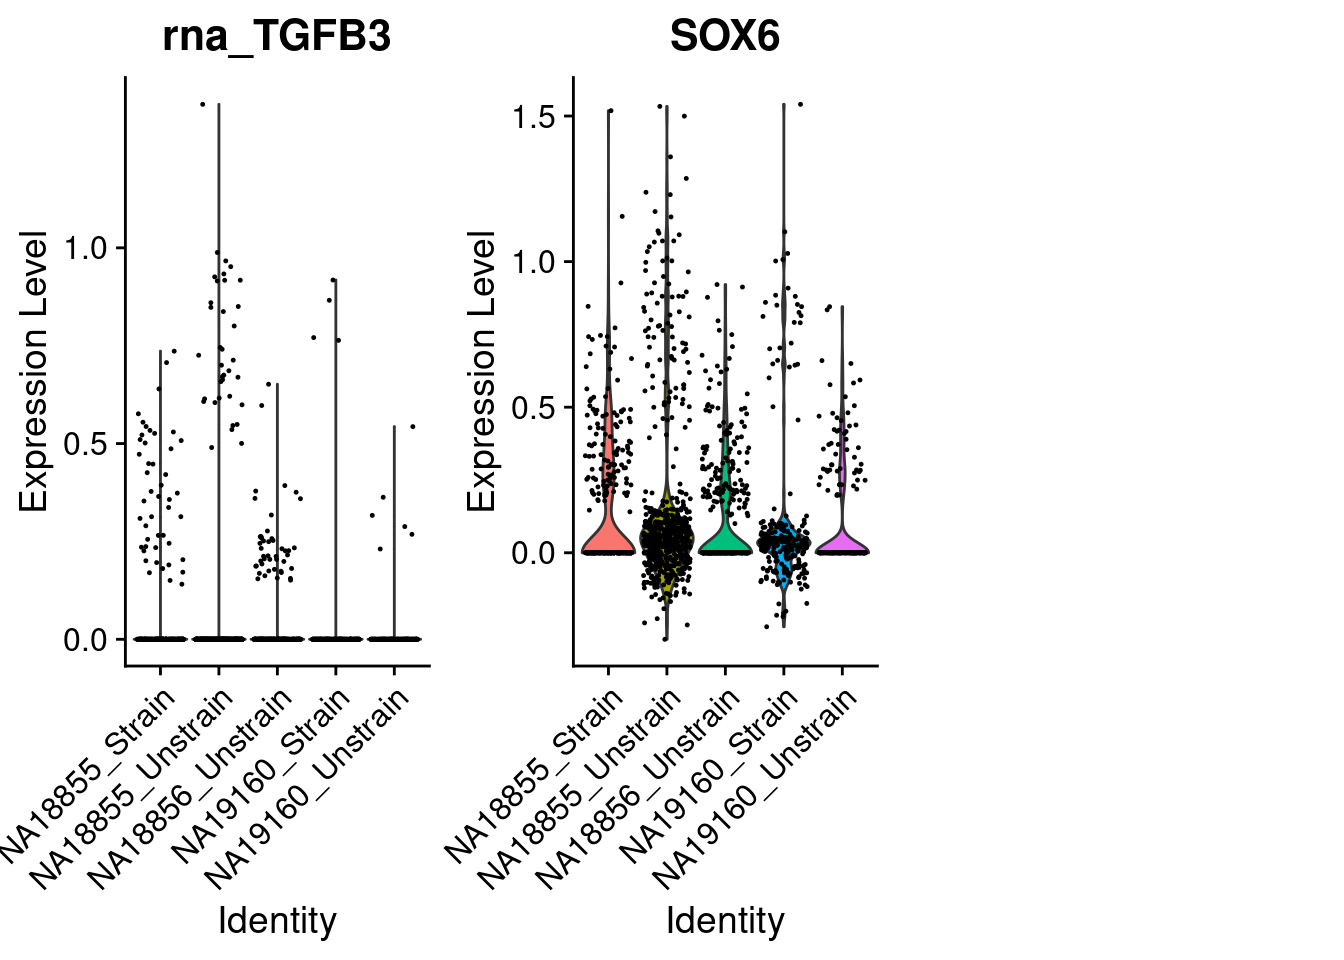 rna_TGFB3
Expression Level
1.0
0.5
0.0
NA18855_Strain
NA18855_Unstrain
NA18856_Unstrain
NA19160_Strain
NA19160_Unstrain
Identity
SOX6
Expression Level
1.5
1.0
0.5
0.0
NA18855_Strain
NA18855_Unstrain
NA18856_Unstrain
NA19160_Strain
NA19160_Unstrain
Identity